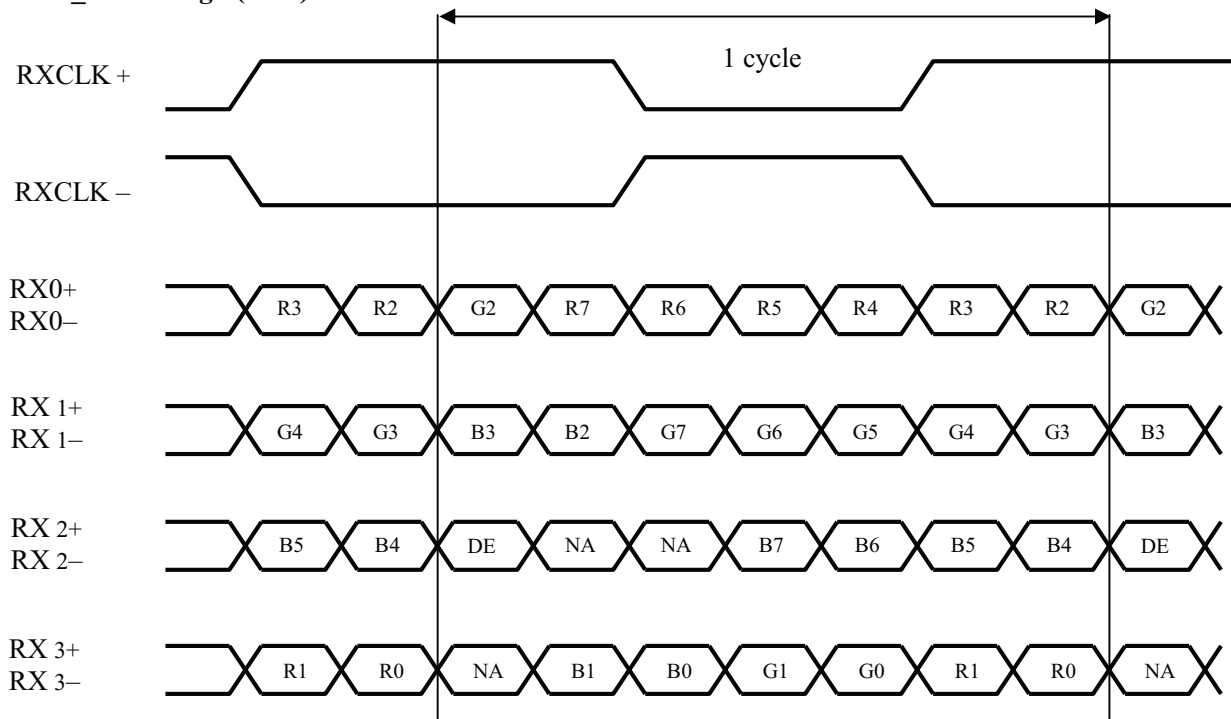 1 cycle
RXCLK +
RXCLK –
RX0+
RX0–
R3 R2 G2 R7 R6 R5 R4 R3 R2 G2
RX 1+
RX 1–
G4 G3 B3 B2 G7 G6 G5 G4 G3 B3
RX 2+
RX 2–
B5 B4 DE NA NA B7 B6 B5 B4 DE
RX 3+
RX 3–
R1 R0 NA B1 B0 G1 G0 R1 R0 NA